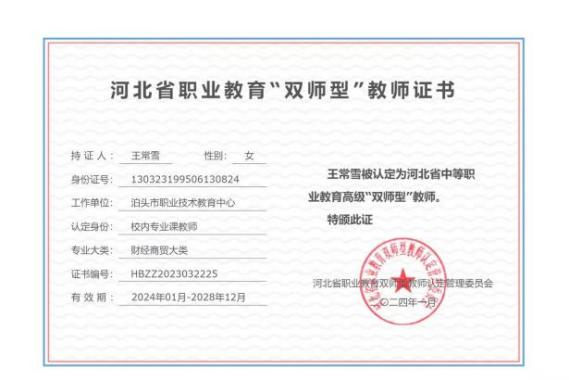 河北省职业教育“双师型”教师证书
持 证 人： 王常雪 性别： 女
身份证号： 130323199506130824
工作单位： 泊头市职业技术教育中心
认定身份： 校内专业课教师
专业大类： 财经商贸大类
证书编号： HBZZ2023032225
有 效 期： 2024年01月-2028年12月
王常雪被认定为河北省中等职
业教育高级“双师型”教师。
特颁此证
河北省职业教育双师型教师认定管理委员会
二〇二四年一月